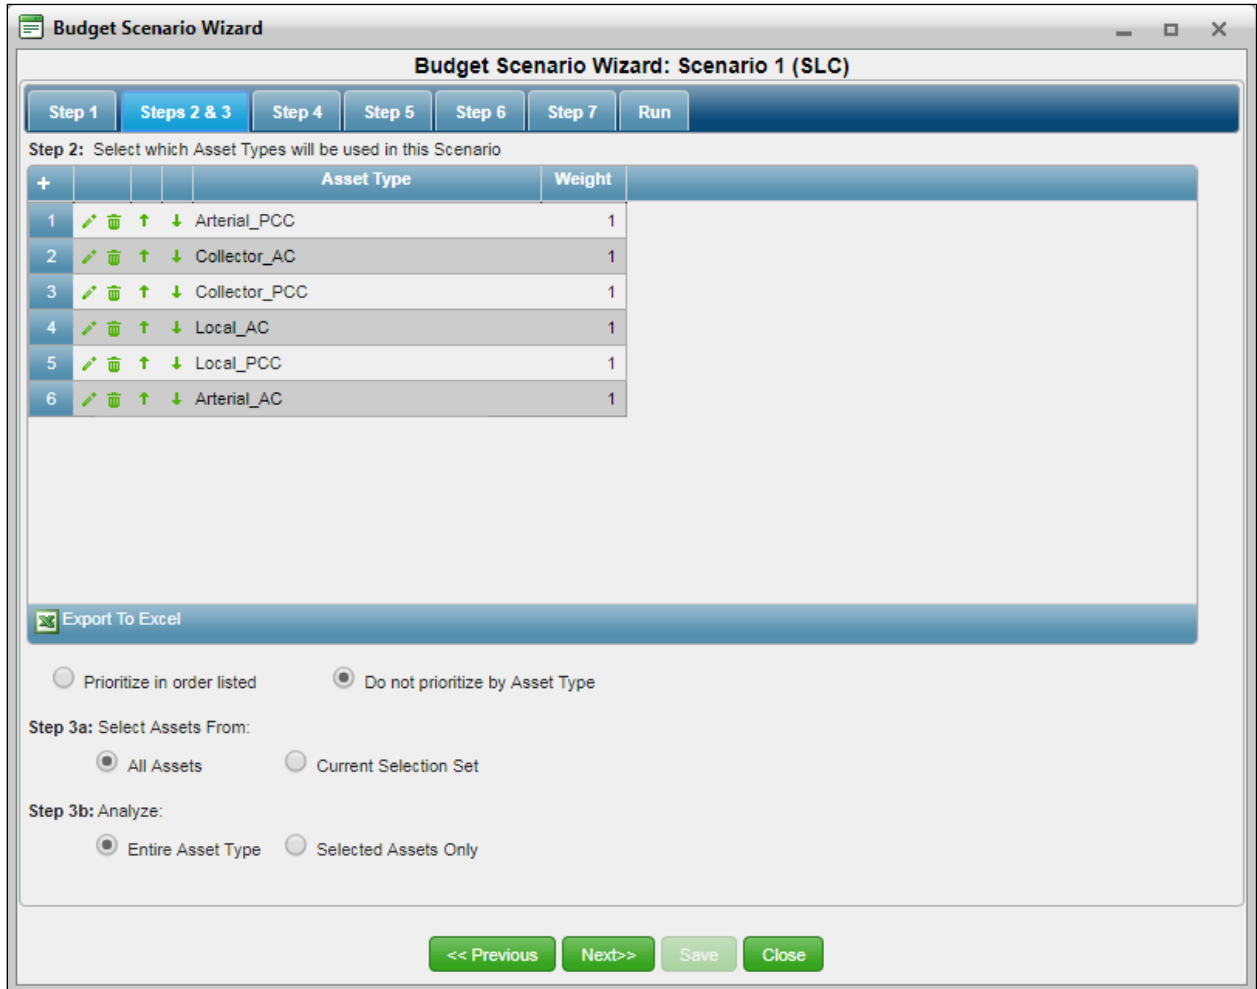 Budget Scenario Wizard
Budget Scenario Wizard: Scenario 1 (SLC)
Step 1 Steps 2 & 3 Step 4 Step 5 Step 6 Step 7 Run
Step 2: Select which Asset Types will be used in this Scenario
+ Asset Type Weight
1 Arterial_PCC 1
2 Collector_AC 1
3 Collector_PCC 1
4 Local_AC 1
5 Local_PCC 1
6 Arterial_AC 1
Export To Excel
Prioritize in order listed Do not prioritize by Asset Type
Step 3a: Select Assets From:
All Assets Current Selection Set
Step 3b: Analyze:
Entire Asset Type Selected Assets Only
<< Previous Next>> Save Close